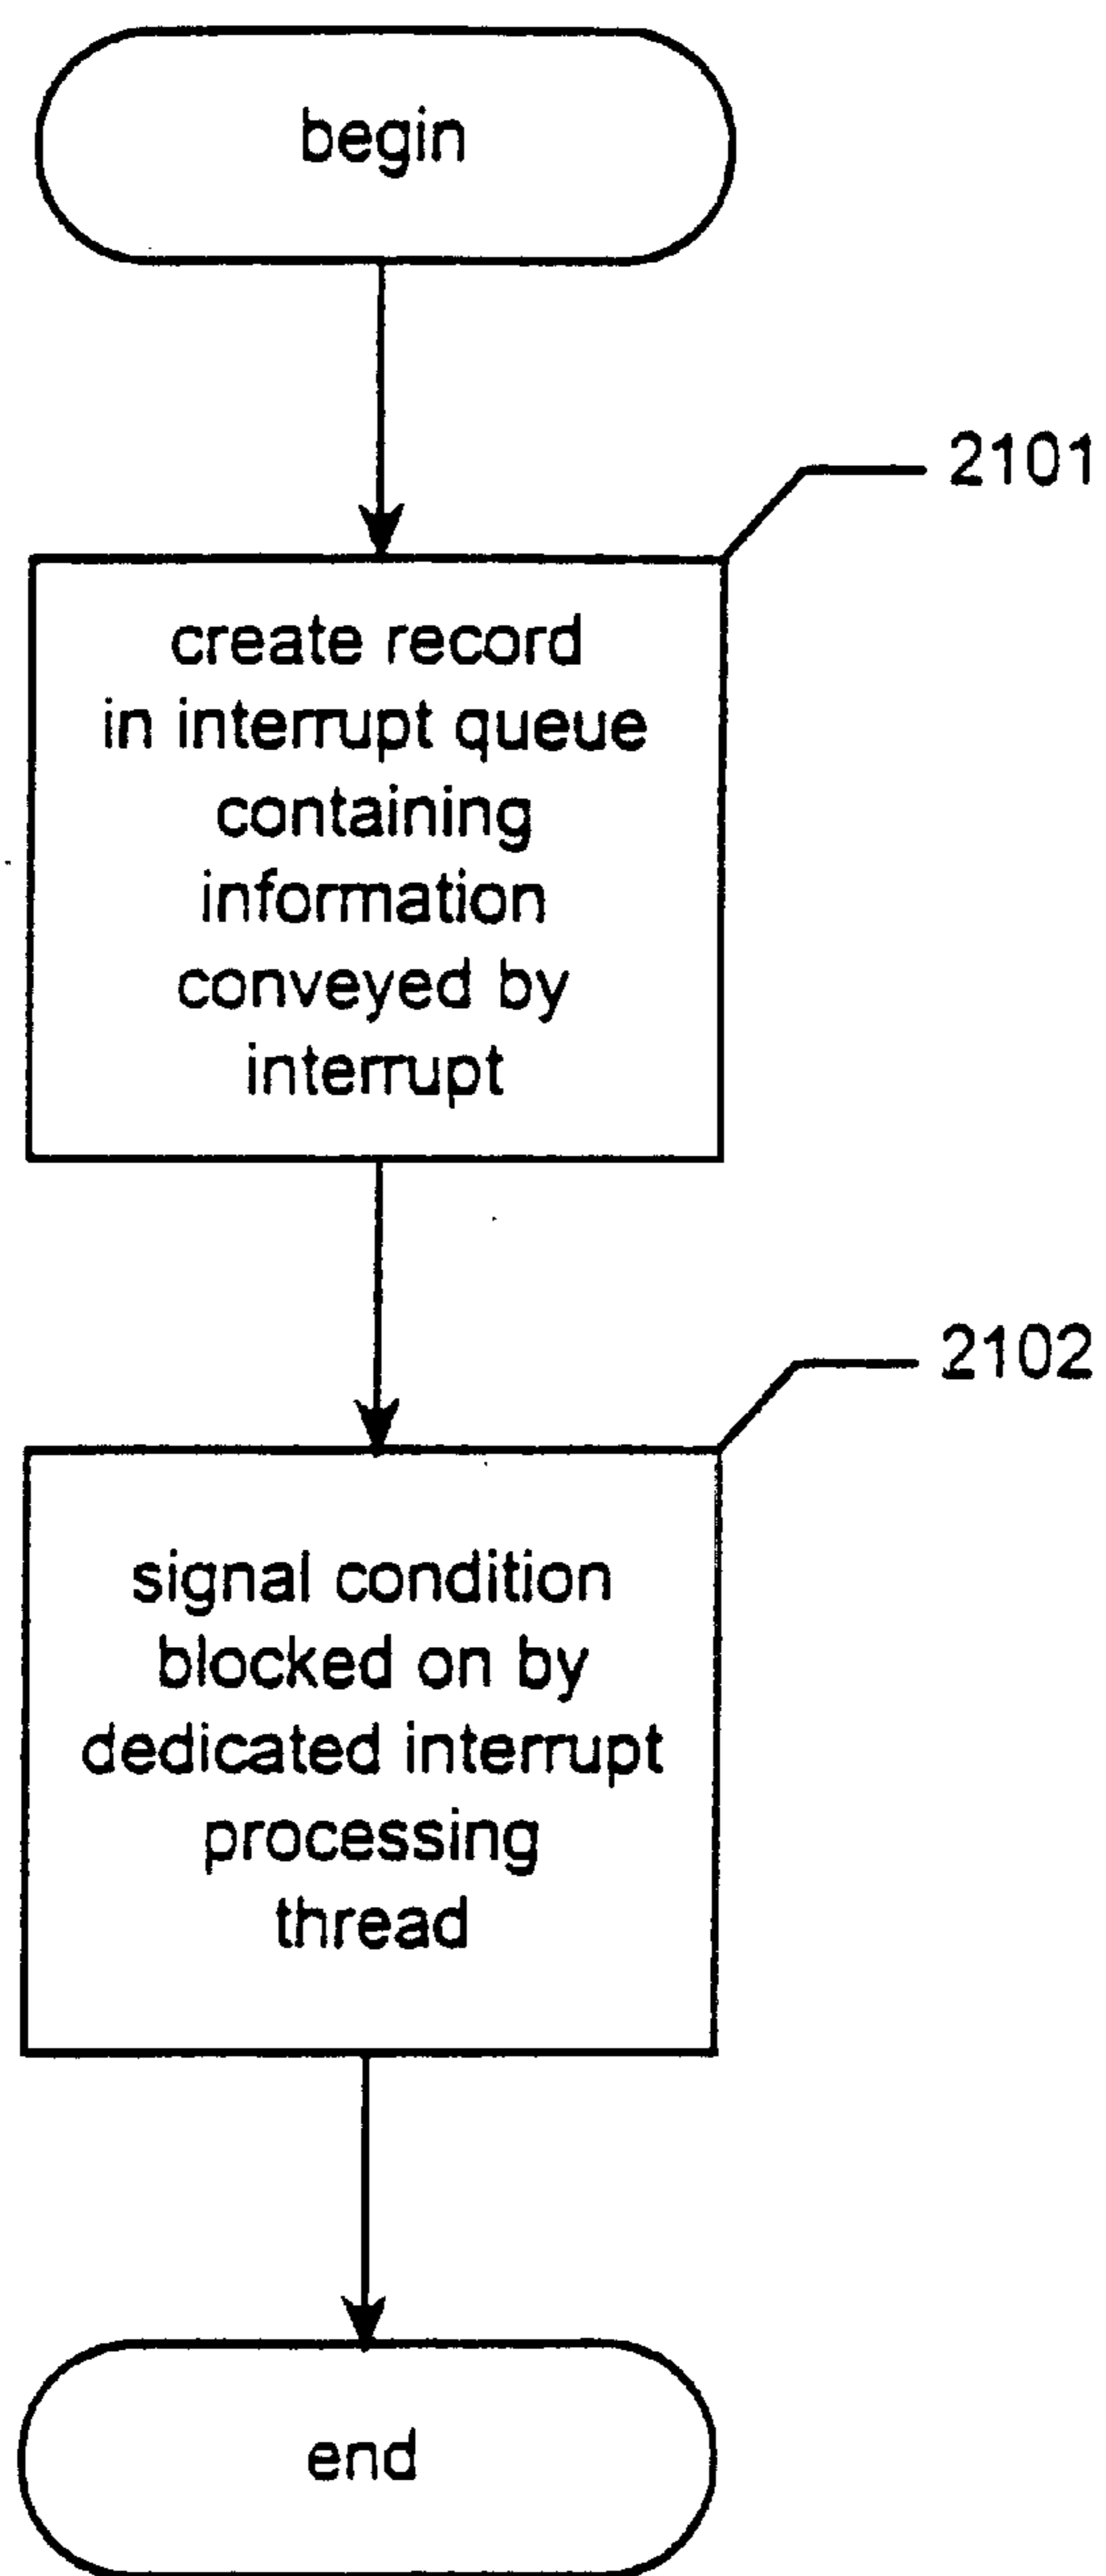 begin
2101
create record
in interrupt queue
containing
information
conveyed by
interrupt
2102
signal condition
blocked on by
dedicated interrupt
processing
thread
end